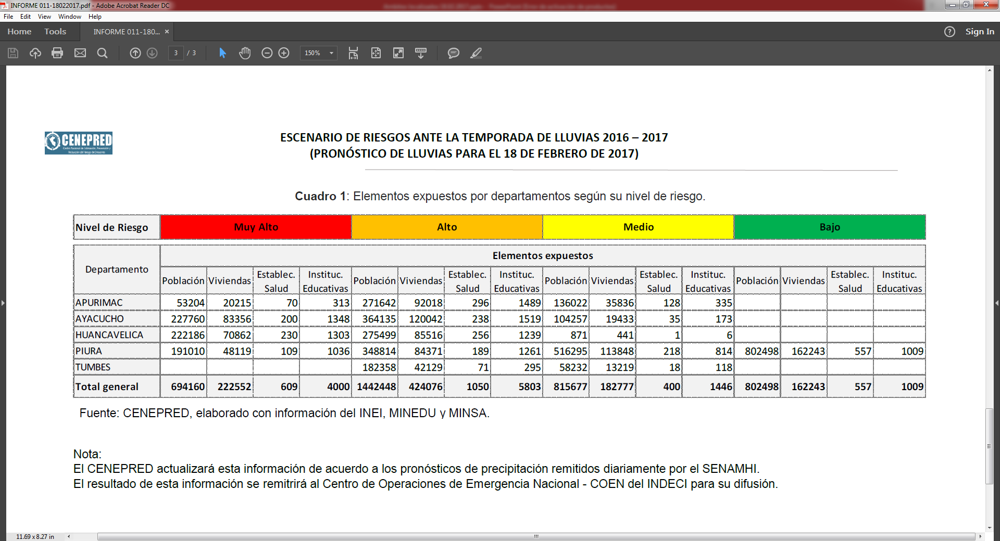 INFORME 011-18022017.pdf - Adobe Acrobat Reader DC
File Edit View Window Help
Home Tools INFORME 011-180... × ? Sign In
3 / 3 150%
CENEPRED
Centro Nacional de Estimación, Prevención y
Reducción del Riesgo de Desastres
ESCENARIO DE RIESGOS ANTE LA TEMPORADA DE LLUVIAS 2016 – 2017
(PRONÓSTICO DE LLUVIAS PARA EL 18 DE FEBRERO DE 2017)
Cuadro 1: Elementos expuestos por departamentos según su nivel de riesgo.
Nivel de Riesgo Muy Alto Alto Medio Bajo
Departamento Elementos expuestos
Población Viviendas Establec. Salud Instituc. Educativas Población Viviendas Establec. Salud Instituc. Educativas Población Viviendas Establec. Salud Instituc. Educativas Población Viviendas Establec. Salud Instituc. Educativas
APURIMAC 53204 20215 70 313 271642 92018 296 1489 136022 35836 128 335
AYACUCHO 227760 83356 200 1348 364135 120042 238 1519 104257 19433 35 173
HUANCAVELICA 222186 70862 230 1303 275499 85516 256 1239 871 441 1 6
PIURA 191010 48119 109 1036 348814 84371 189 1261 516295 113848 218 814 802498 162243 557 1009
TUMBES 182358 42129 71 295 58232 13219 18 118
Total general 694160 222552 609 4000 1442448 424076 1050 5803 815677 182777 400 1446 802498 162243 557 1009
Fuente: CENEPRED, elaborado con información del INEI, MINEDU y MINSA.
Nota:
El CENEPRED actualizará esta información de acuerdo a los pronósticos de precipitación remitidos diariamente por el SENAMHI.
El resultado de esta información se remitrirá al Centro de Operaciones de Emergencia Nacional - COEN del INDECI para su difusión.
11.69 x 8.27 in